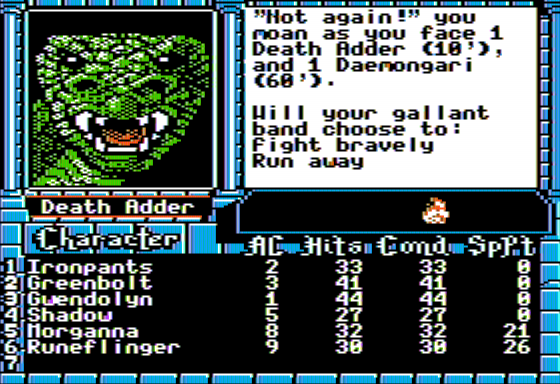 "Not again!" you
moan as you face 1
Death Adder (10'),
and 1 Daemongari
(60').
Will your gallant
band choose to:
Fight bravely
Run away
Death Adder
Character AC Hits Cond SpPt
1 Ironpants 2 33 33 0
2 Greenbolt 3 41 41 0
3 Gwendolyn 1 44 44 0
4 Shadow 5 27 27 0
5 Morganna 8 32 32 21
6 Runeflinger 9 30 30 26
7